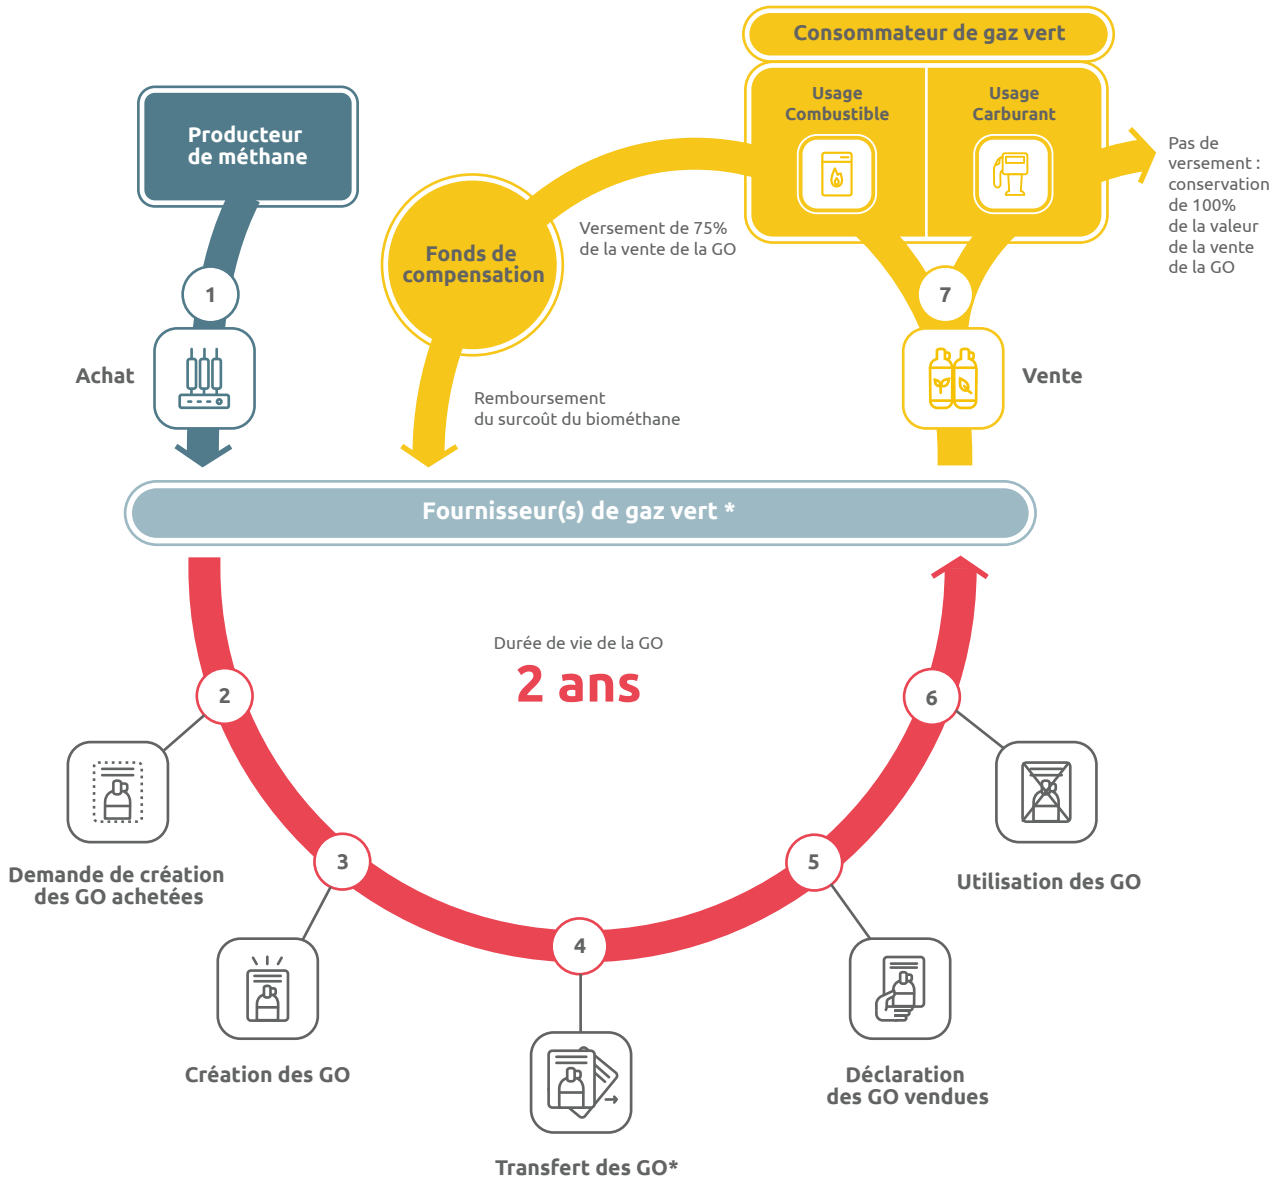 Consommateur de gaz vert
Usage
Combustible
Usage
Carburant
Producteur
de méthane
Pas de
versement :
conservation
de 100%
de la valeur
de la vente
de la GO
Versement de 75%
de la vente de la GO
Fonds de
compensation
1
7
Achat
Vente
Remboursement
du surcoût du biométhane
Fournisseur(s) de gaz vert *
Durée de vie de la GO
2 ans
2
6
3
5
4
Demande de création
des GO achetées
Utilisation des GO
Création des GO
Déclaration
des GO vendues
Transfert des GO*